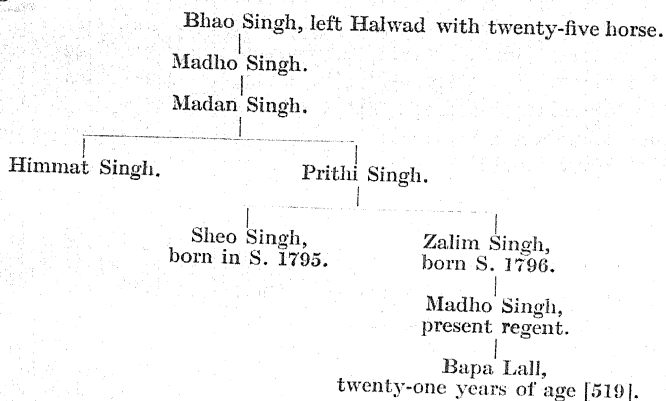 Bhao Singh, left Halwad with twenty-five horse.
Madho Singh.
Madan Singh.
Himmat Singh.
Prithi Singh.
Sheo Singh,
born in S. 1795.
Zalim Singh,
born S. 1796.
Madho Singh,
present regent.
Bapa Lall,
twenty-one years of age [519].